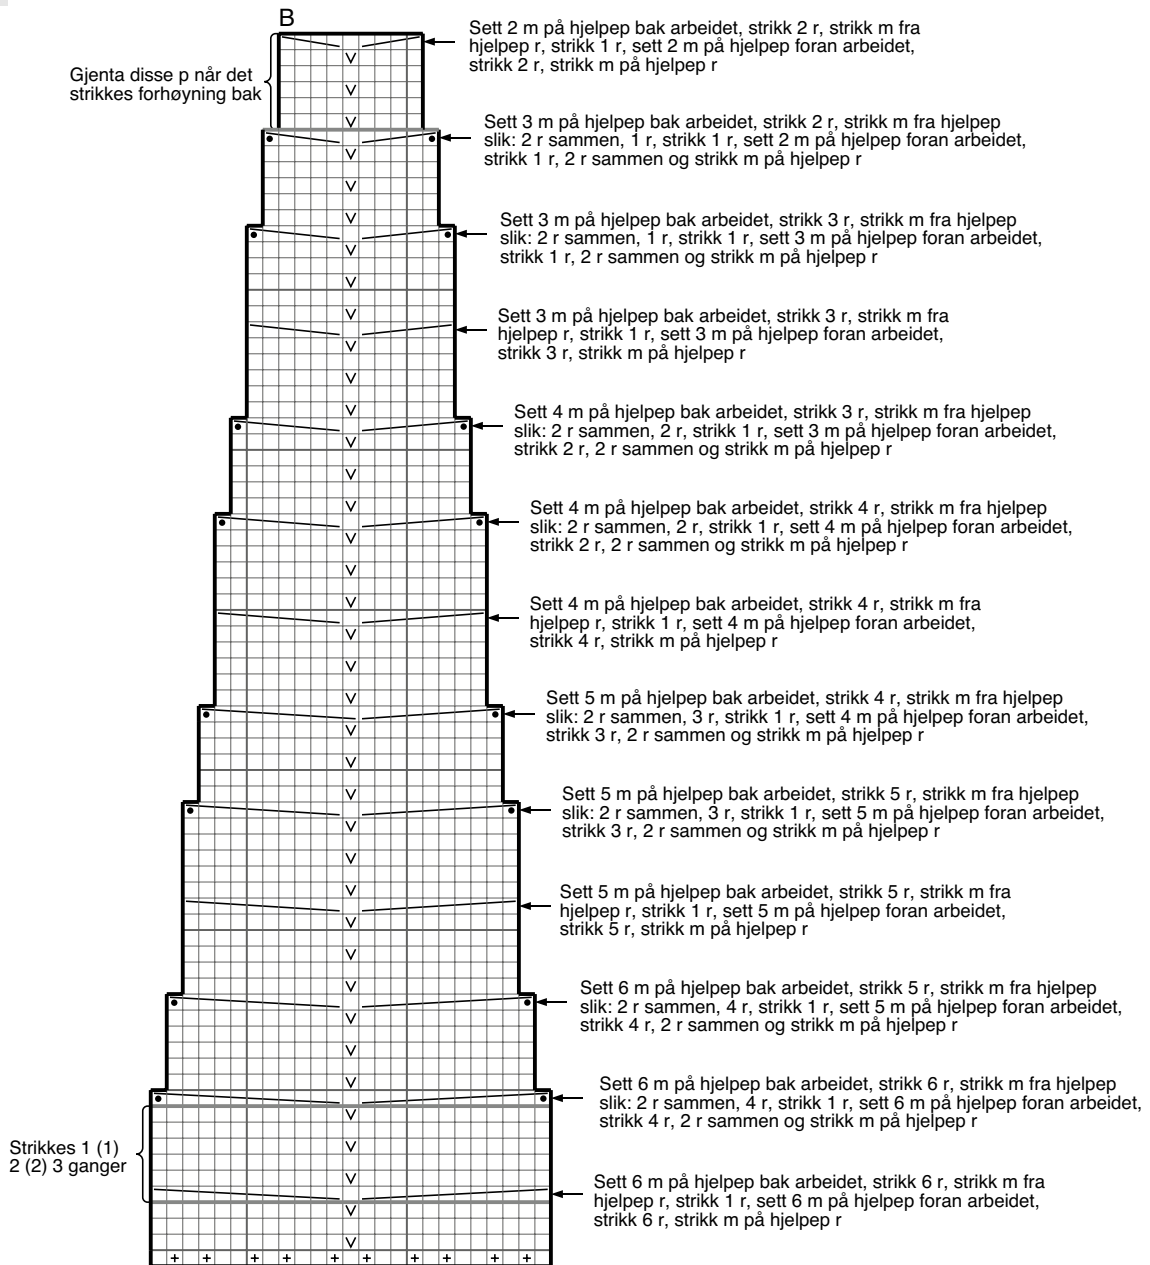 B
Sett 2 m på hjelpep bak arbeidet, strikk 2 r, strikk m fra
hjelpep r, strikk 1 r, sett 2 m på hjelpep foran arbeidet,
strikk 2 r, strikk m på hjelpep r
Gjenta disse p når det
strikkes forhøyning bak
Sett 3 m på hjelpep bak arbeidet, strikk 2 r, strikk m fra hjelpep
slik: 2 r sammen, 1 r, strikk 1 r, sett 2 m på hjelpep foran arbeidet,
strikk 1 r, 2 r sammen og strikk m på hjelpep r
Sett 3 m på hjelpep bak arbeidet, strikk 3 r, strikk m fra hjelpep
slik: 2 r sammen, 1 r, strikk 1 r, sett 3 m på hjelpep foran arbeidet,
strikk 1 r, 2 r sammen og strikk m på hjelpep r
Sett 3 m på hjelpep bak arbeidet, strikk 3 r, strikk m fra
hjelpep r, strikk 1 r, sett 3 m på hjelpep foran arbeidet,
strikk 3 r, strikk m på hjelpep r
Sett 4 m på hjelpep bak arbeidet, strikk 3 r, strikk m fra hjelpep
slik: 2 r sammen, 2 r, strikk 1 r, sett 3 m på hjelpep foran arbeidet,
strikk 2 r, 2 r sammen og strikk m på hjelpep r
Sett 4 m på hjelpep bak arbeidet, strikk 4 r, strikk m fra hjelpep
slik: 2 r sammen, 2 r, strikk 1 r, sett 4 m på hjelpep foran arbeidet,
strikk 2 r, 2 r sammen og strikk m på hjelpep r
Sett 4 m på hjelpep bak arbeidet, strikk 4 r, strikk m fra
hjelpep r, strikk 1 r, sett 4 m på hjelpep foran arbeidet,
strikk 4 r, strikk m på hjelpep r
Sett 5 m på hjelpep bak arbeidet, strikk 4 r, strikk m fra hjelpep
slik: 2 r sammen, 3 r, strikk 1 r, sett 4 m på hjelpep foran arbeidet,
strikk 3 r, 2 r sammen og strikk m på hjelpep r
Sett 5 m på hjelpep bak arbeidet, strikk 5 r, strikk m fra hjelpep
slik: 2 r sammen, 3 r, strikk 1 r, sett 5 m på hjelpep foran arbeidet,
strikk 3 r, 2 r sammen og strikk m på hjelpep r
Sett 5 m på hjelpep bak arbeidet, strikk 5 r, strikk m fra
hjelpep r, strikk 1 r, sett 5 m på hjelpep foran arbeidet,
strikk 5 r, strikk m på hjelpep r
Sett 6 m på hjelpep bak arbeidet, strikk 5 r, strikk m fra hjelpep
slik: 2 r sammen, 4 r, strikk 1 r, sett 5 m på hjelpep foran arbeidet,
strikk 4 r, 2 r sammen og strikk m på hjelpep r
Sett 6 m på hjelpep bak arbeidet, strikk 6 r, strikk m fra hjelpep
slik: 2 r sammen, 4 r, strikk 1 r, sett 6 m på hjelpep foran arbeidet,
strikk 4 r, 2 r sammen og strikk m på hjelpep r
Strikkes 1 (1)
2 (2) 3 ganger
Sett 6 m på hjelpep bak arbeidet, strikk 6 r, strikk m fra
hjelpep r, strikk 1 r, sett 6 m på hjelpep foran arbeidet,
strikk 6 r, strikk m på hjelpep r